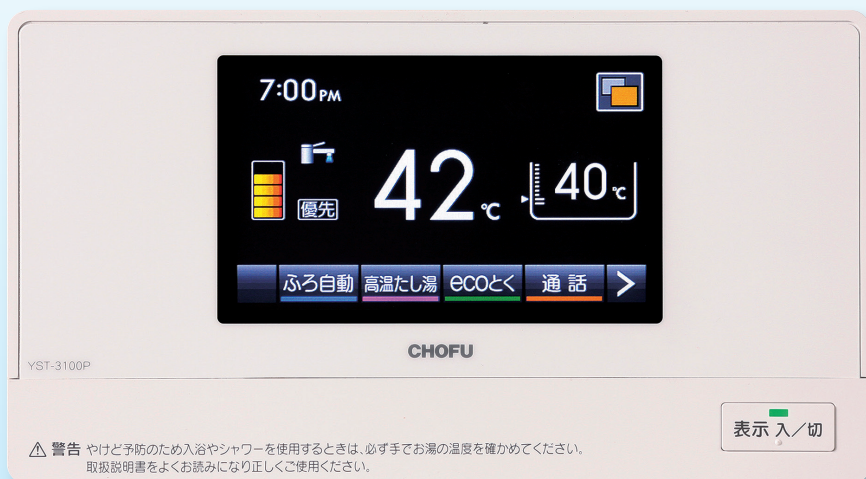 7:00PM
優先
42℃
40℃
ふろ自動 高温たし湯 ecoとく 通話 >
CHOFU
YST-3100P
表示 入/切
⚠ 警告 やけど予防のため入浴やシャワーを使用するときは、必ず手でお湯の温度を確かめてください。
取扱説明書をよくお読みになり正しくご使用ください。